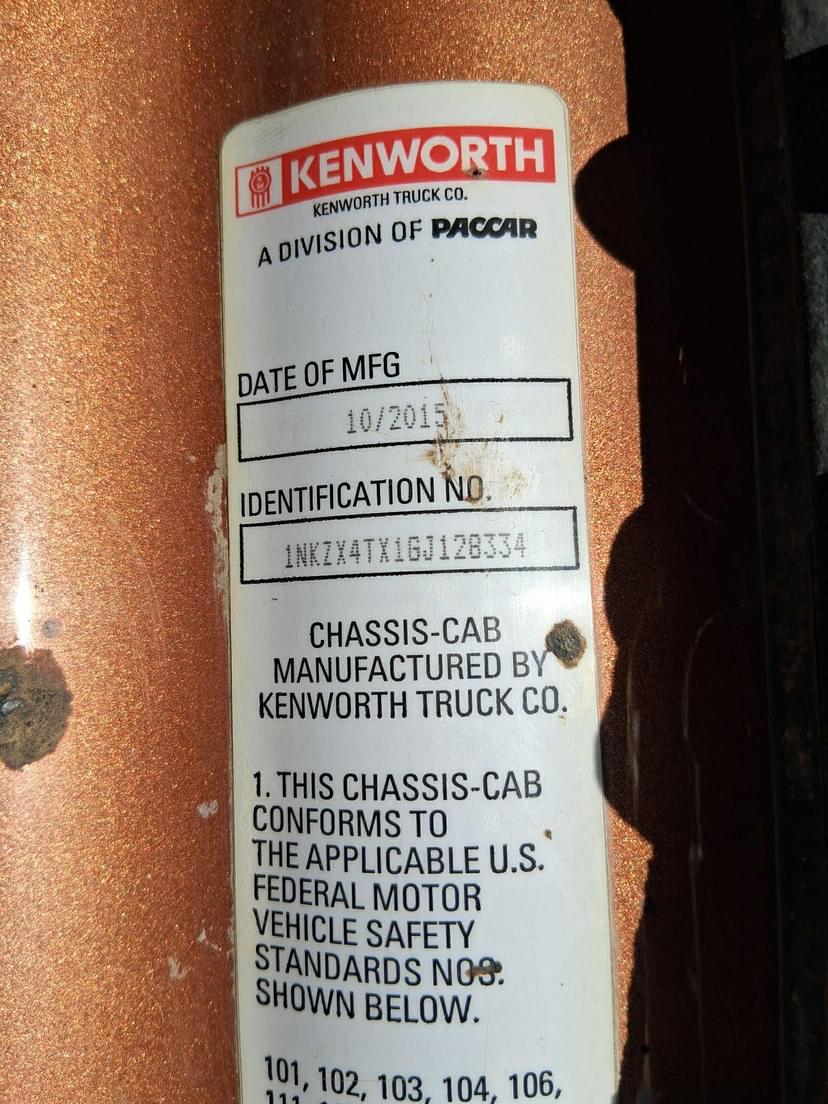 KENWORTH
KENWORTH TRUCK CO.
A DIVISION OF PACCAR
DATE OF MFG
10/2015
IDENTIFICATION NO.
1NKZX4TX1GJ128334
CHASSIS-CAB
MANUFACTURED BY
KENWORTH TRUCK CO.
1. THIS CHASSIS-CAB
CONFORMS TO
THE APPLICABLE U.S.
FEDERAL MOTOR
VEHICLE SAFETY
STANDARDS NOS.
SHOWN BELOW.
101, 102, 103, 104, 106,